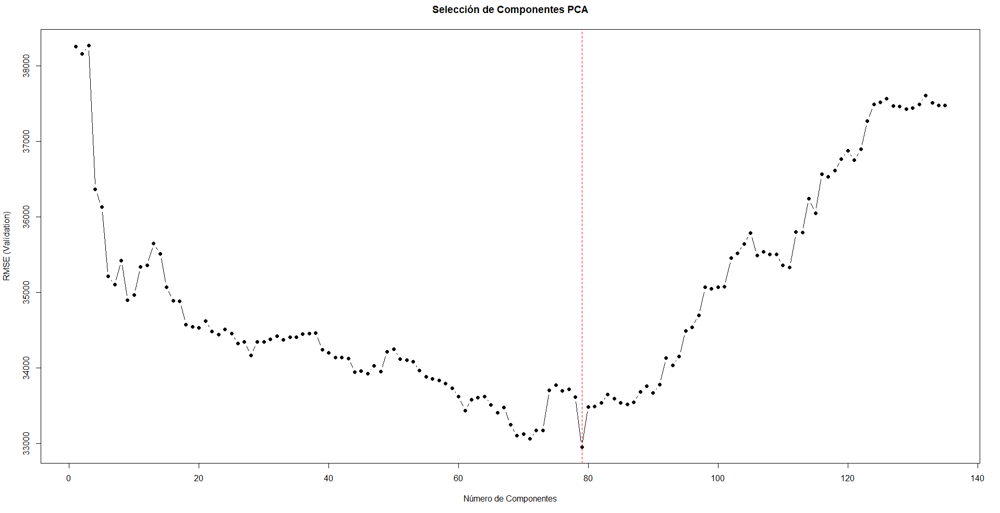 Selección de Componentes PCA
RMSE (Validation)
38000
37000
36000
35000
34000
33000
0 20 40 60 80 100 120 140
Número de Componentes